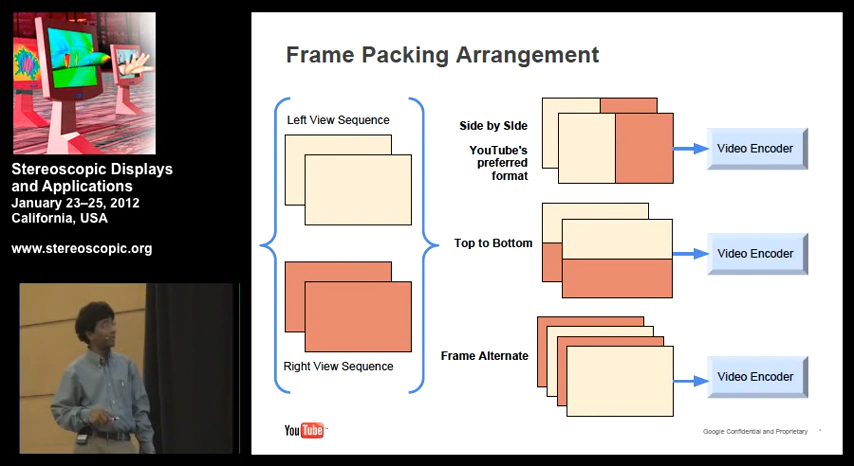 Stereoscopic Displays
and Applications
January 23–25, 2012
California, USA
www.stereoscopic.org
Frame Packing Arrangement
Left View Sequence
Right View Sequence
Side by SIde
YouTube's
preferred
format
Video Encoder
Top to Bottom
Video Encoder
Frame Alternate
Video Encoder
YouTube
Google Confidential and Proprietary